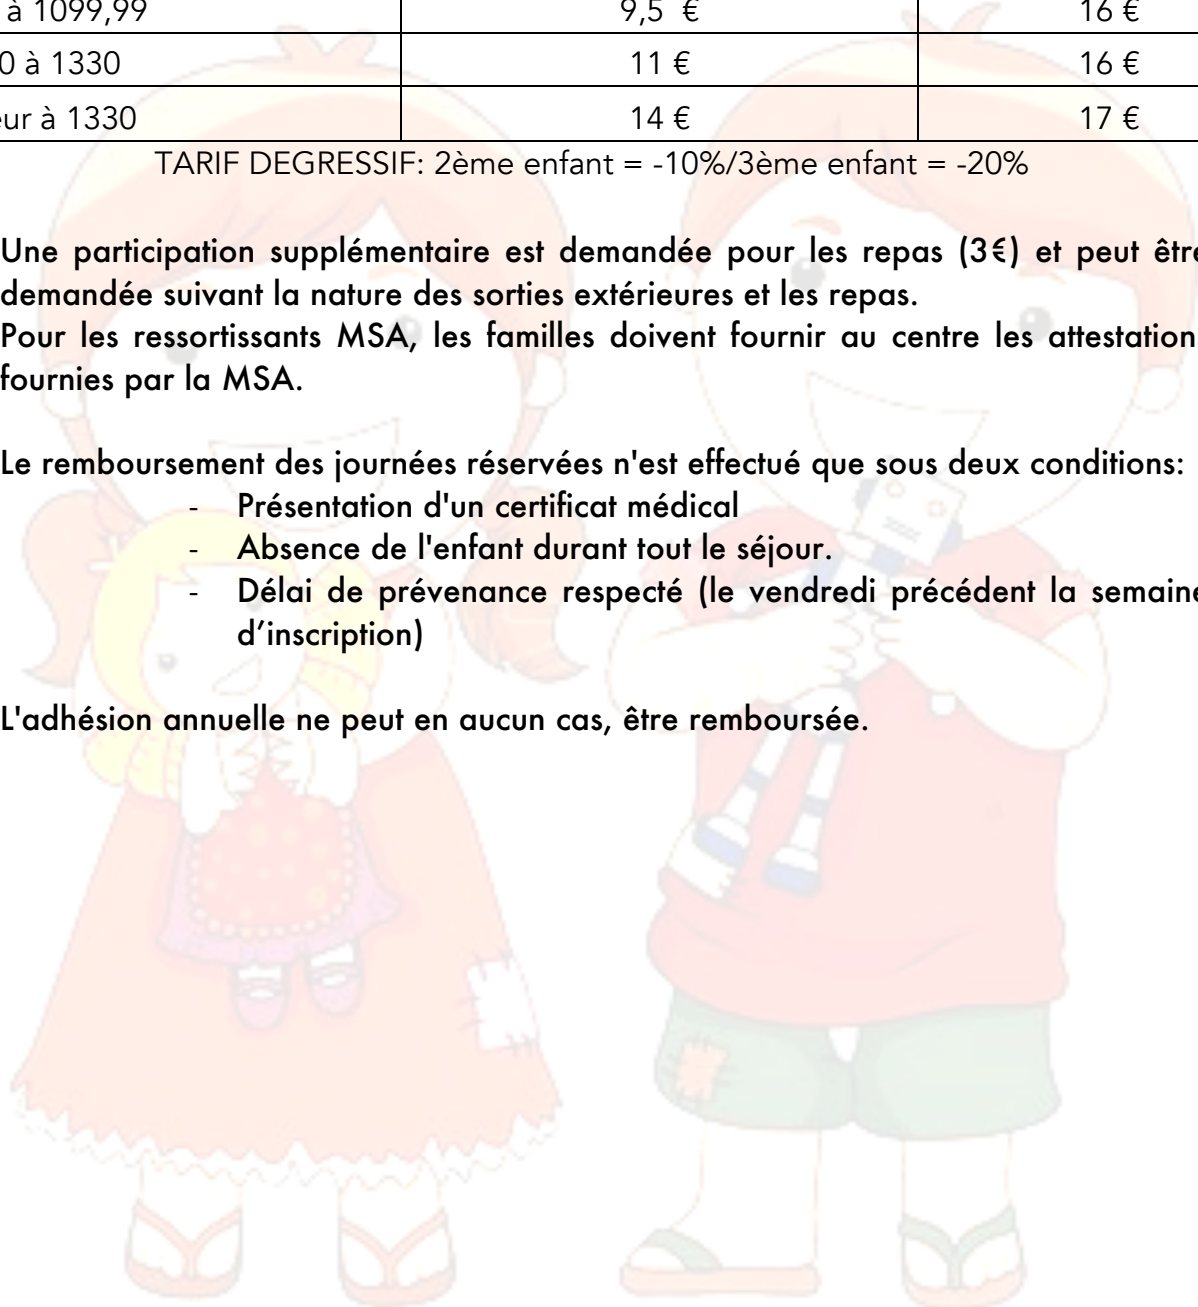 à 1099,99 9,5 € 16 €
0 à 1330 11 € 16 €
eur à 1330 14 € 17 €
TARIF DEGRESSIF: 2ème enfant = -10%/3ème enfant = -20%
Une participation supplémentaire est demandée pour les repas (3€) et peut être
demandée suivant la nature des sorties extérieures et les repas.
Pour les ressortissants MSA, les familles doivent fournir au centre les attestation
fournies par la MSA.
Le remboursement des journées réservées n'est effectué que sous deux conditions:
- Présentation d'un certificat médical
- Absence de l'enfant durant tout le séjour.
- Délai de prévenance respecté (le vendredi précédent la semaine
d’inscription)
L'adhésion annuelle ne peut en aucun cas, être remboursée.